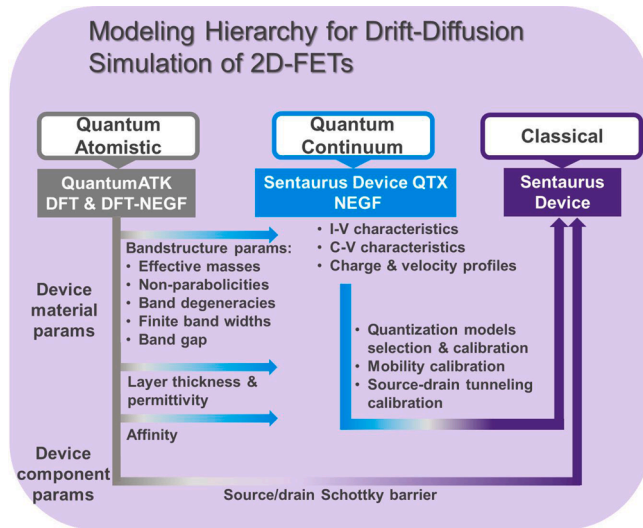 Modeling Hierarchy for Drift-Diffusion
Simulation of 2D-FETs
Quantum
Atomistic
Quantum
Continuum
Classical
QuantumATK
DFT & DFT-NEGF
Sentaurus Device QTX
NEGF
Sentaurus
Device
Bandstructure params:
• Effective masses
• Non-parabolicities
• Band degeneracies
• Finite band widths
• Band gap
• I-V characteristics
• C-V characteristics
• Charge & velocity profiles
Device
material
params
• Quantization models
selection & calibration
• Mobility calibration
• Source-drain tunneling
calibration
Layer thickness &
permittivity
Affinity
Device
component
params
Source/drain Schottky barrier